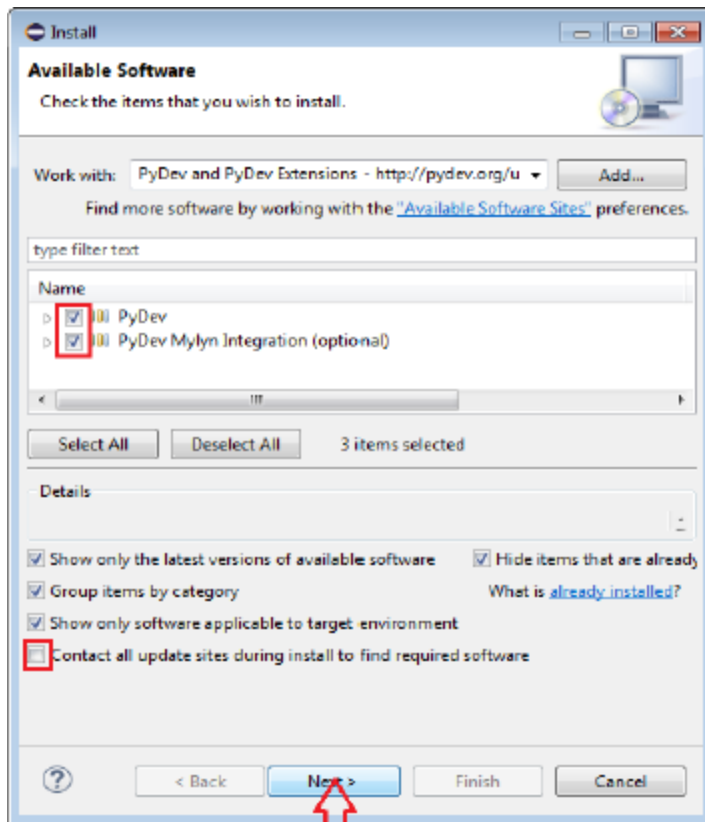 Install
Available Software
Check the items that you wish to install.
Work with: PyDev and PyDev Extensions - http://pydev.org/u Add...
Find more software by working with the "Available Software Sites" preferences.
type filter text
Name
PyDev
PyDev Mylyn Integration (optional)
Select All Deselect All 3 items selected
Details
Show only the latest versions of available software Hide items that are already
Group items by category What is already installed?
Show only software applicable to target environment
Contact all update sites during install to find required software
? < Back Next > Finish Cancel